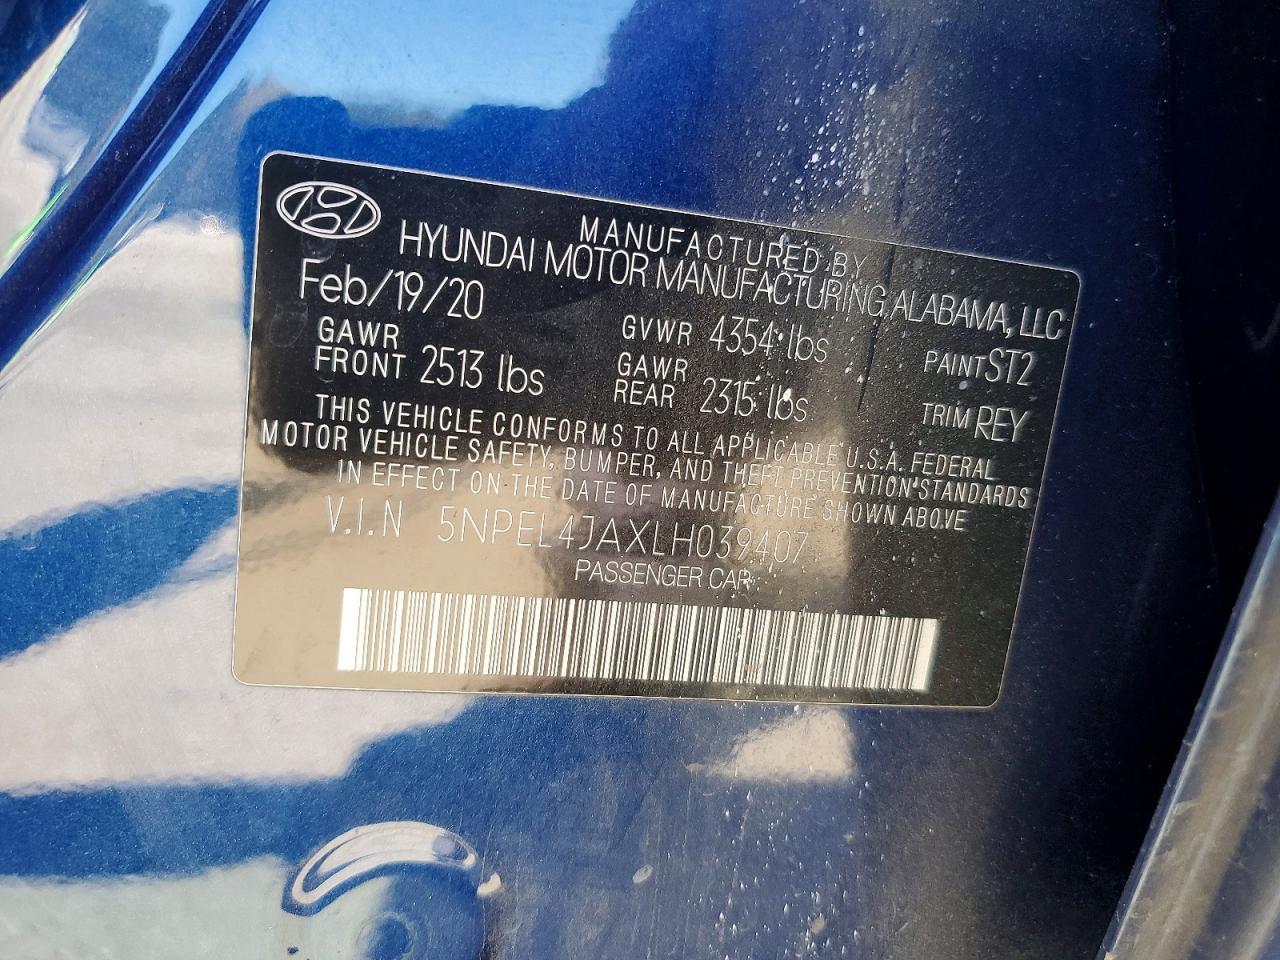 MANUFACTURED BY
HYUNDAI MOTOR MANUFACTURING ALABAMA, LLC
Feb/19/20
GVWR 4354 lbs
PAINT ST2
GAWR FRONT 2513 lbs
GAWR REAR 2315 lbs
TRIM REY
THIS VEHICLE CONFORMS TO ALL APPLICABLE U.S.A. FEDERAL
MOTOR VEHICLE SAFETY, BUMPER, AND THEFT PREVENTION STANDARDS
IN EFFECT ON THE DATE OF MANUFACTURE SHOWN ABOVE
V.I.N 5NPEL4JAXLH039407
PASSENGER CAR